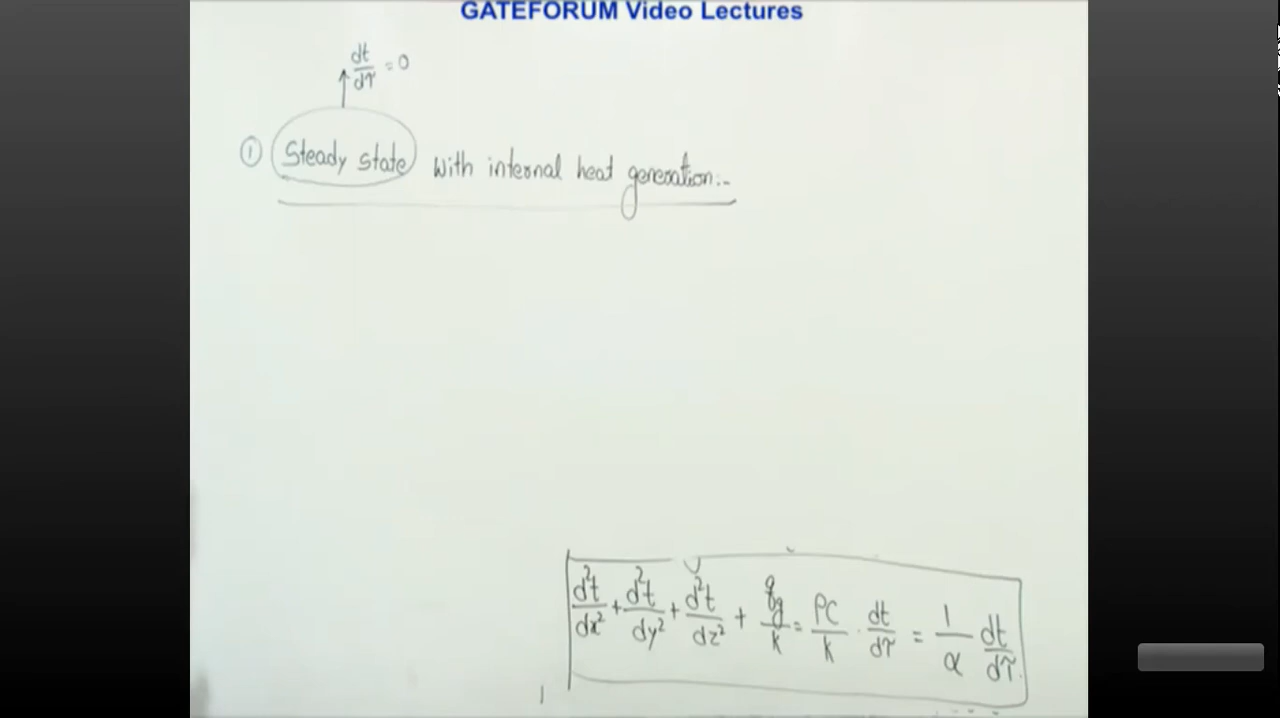 GATEFORUM Video Lectures
dt/dτ = 0
① Steady state with internal heat generation:-
d²t/dx² + d²t/dy² + d²t/dz² + qg/k = ρC/k · dt/dτ = 1/α dt/dτ